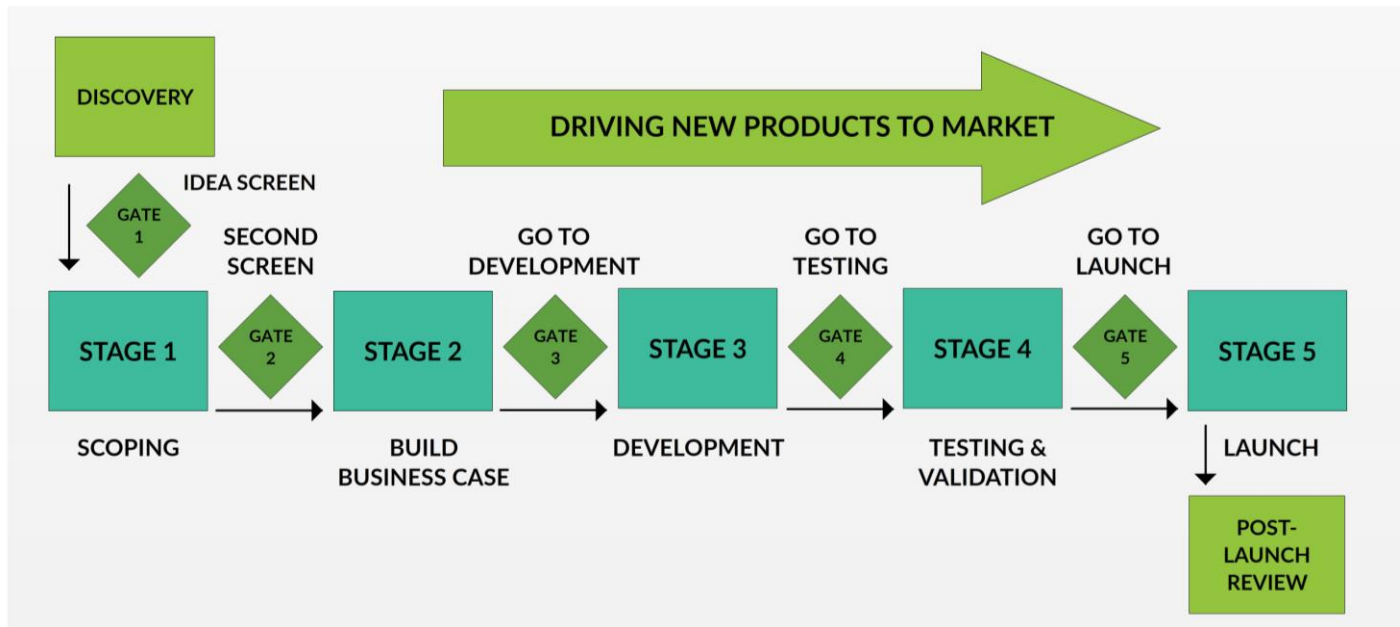 DISCOVERY
DRIVING NEW PRODUCTS TO MARKET
IDEA SCREEN
GATE
1
SECOND
SCREEN
GO TO
DEVELOPMENT
GO TO
TESTING
GO TO
LAUNCH
STAGE 1
GATE
2
STAGE 2
GATE
3
STAGE 3
GATE
4
STAGE 4
GATE
5
STAGE 5
SCOPING
BUILD
BUSINESS CASE
DEVELOPMENT
TESTING &
VALIDATION
LAUNCH
POST-
LAUNCH
REVIEW